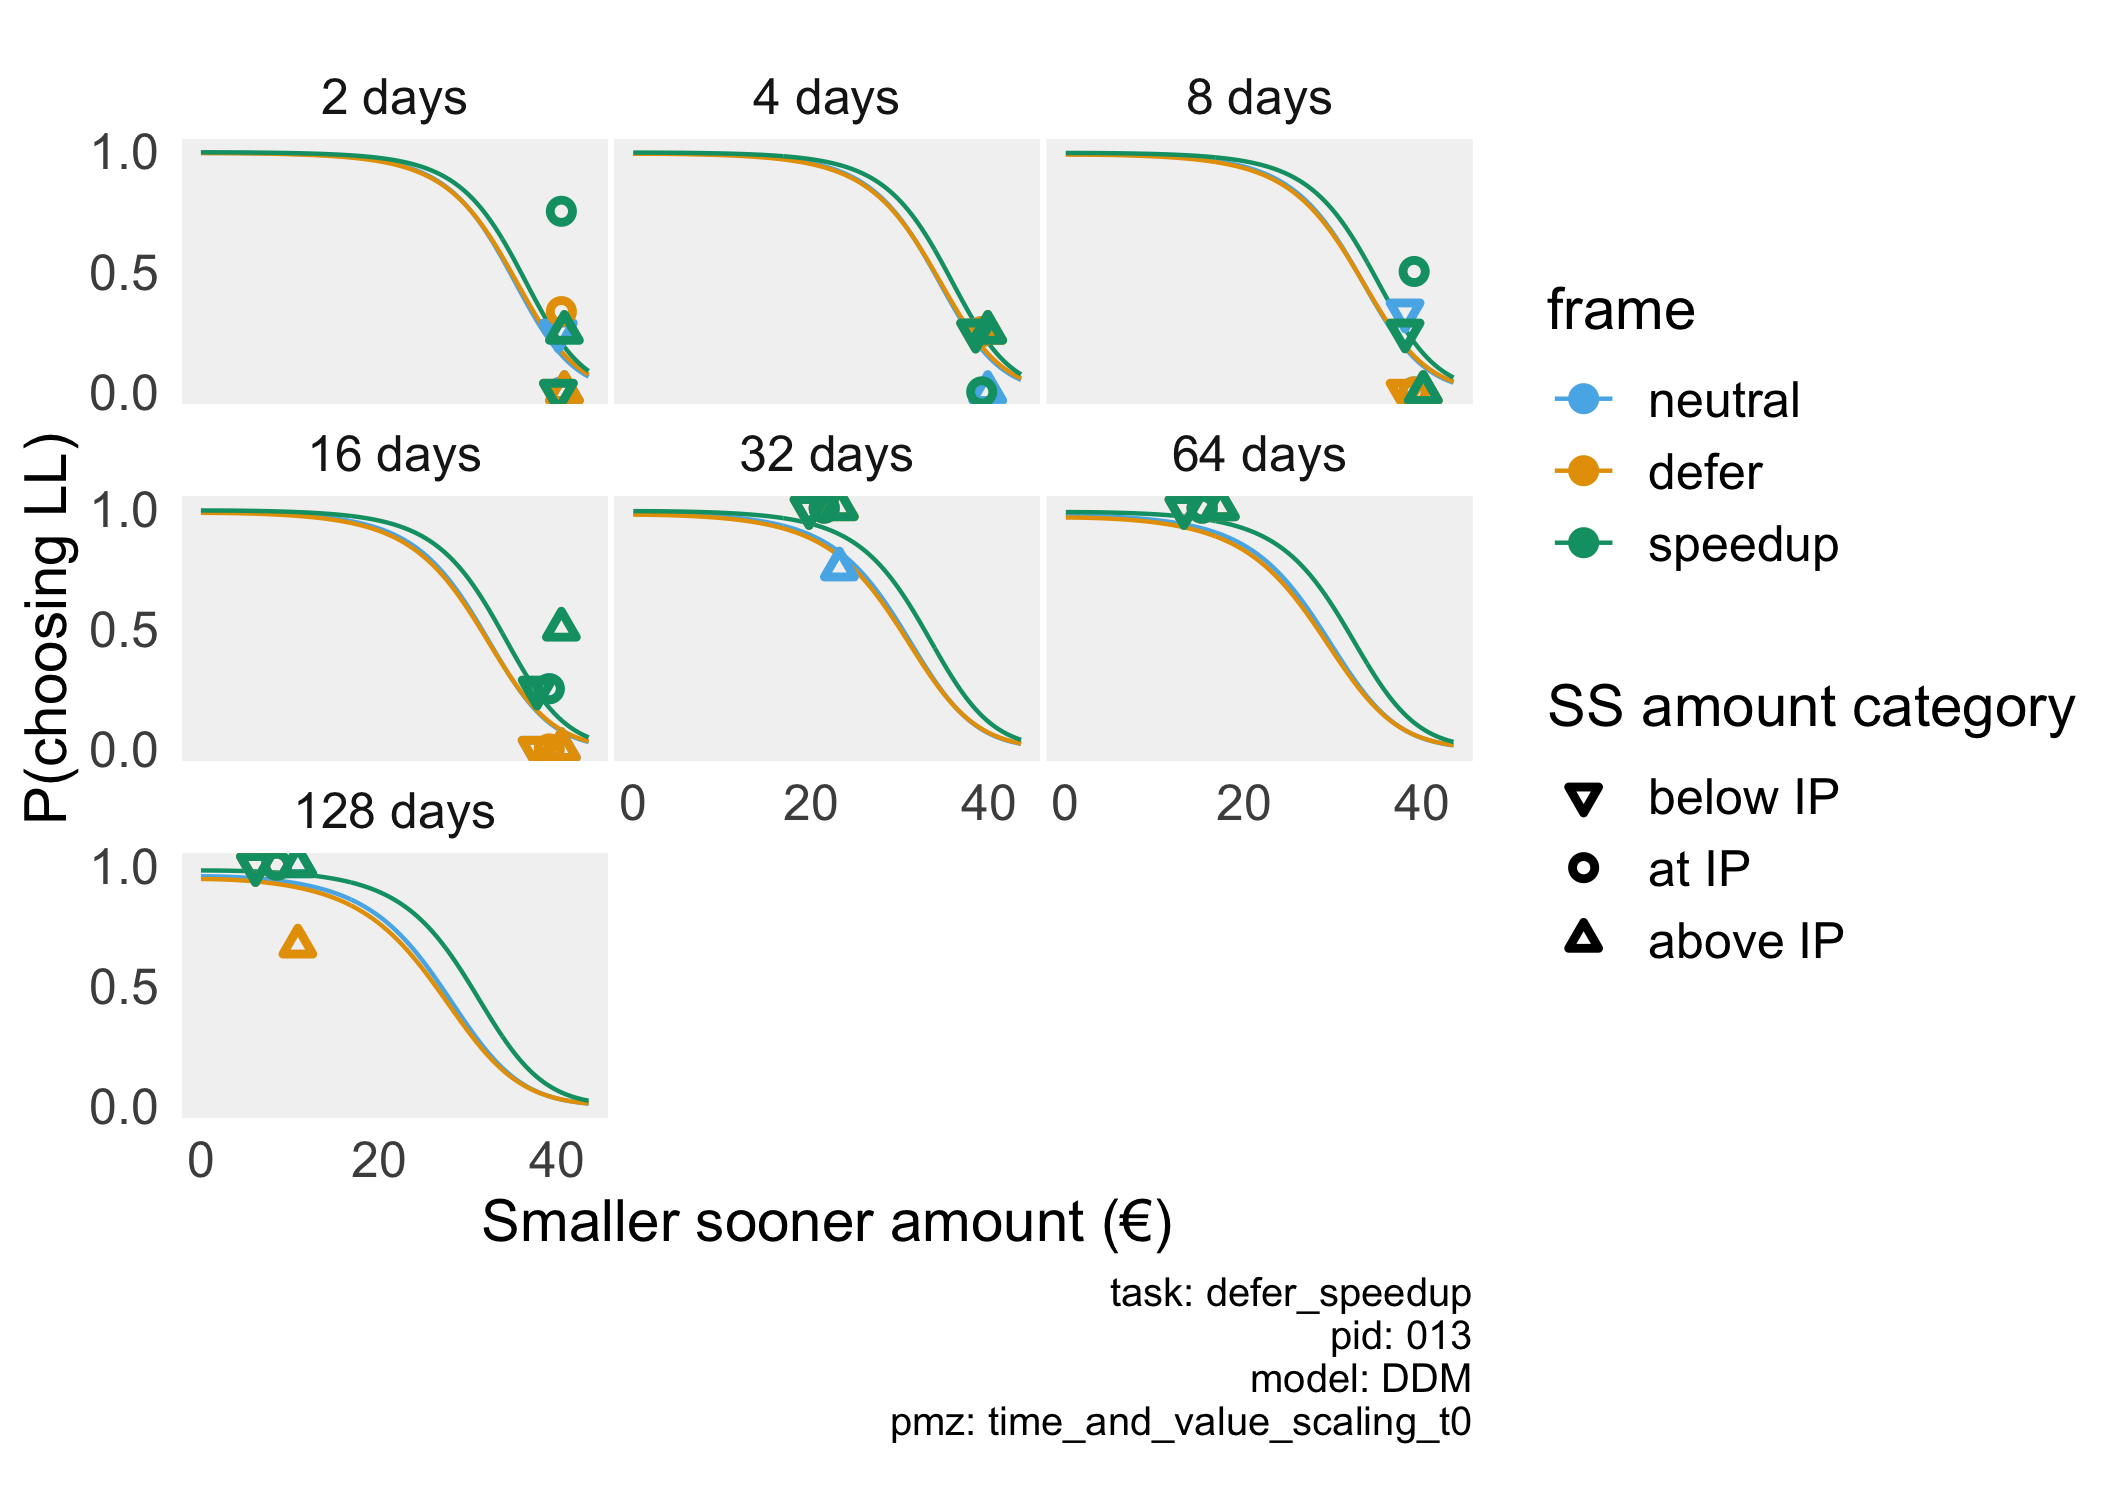 2 days
4 days
8 days
1.0
0.5
0.0
16 days
32 days
64 days
1.0
0.5
0.0
0
20
40
0
20
40
128 days
1.0
0.5
0.0
0
20
40
P(choosing LL)
Smaller sooner amount (€)
frame
neutral
defer
speedup
SS amount category
below IP
at IP
above IP
task: defer_speedup
pid: 013
model: DDM
pmz: time_and_value_scaling_t0